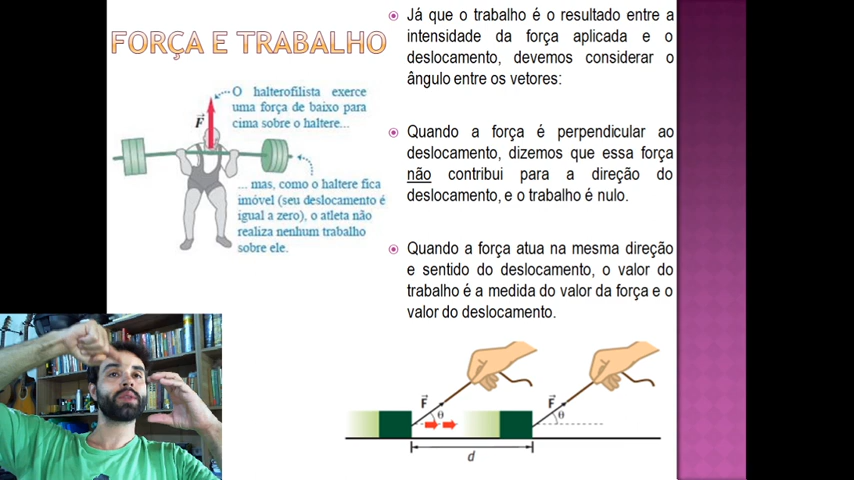 FORÇA E TRABALHO
O halterofilista exerce
uma força de baixo para
cima sobre o haltere...
F
... mas, como o haltere fica
imóvel (seu deslocamento é
igual a zero), o atleta não
realiza nenhum trabalho
sobre ele.
Já que o trabalho é o resultado entre a
intensidade da força aplicada e o
deslocamento, devemos considerar o
ângulo entre os vetores:
Quando a força é perpendicular ao
deslocamento, dizemos que essa força
não contribui para a direção do
deslocamento, e o trabalho é nulo.
Quando a força atua na mesma direção
e sentido do deslocamento, o valor do
trabalho é a medida do valor da força e o
valor do deslocamento.
F θ F θ
d